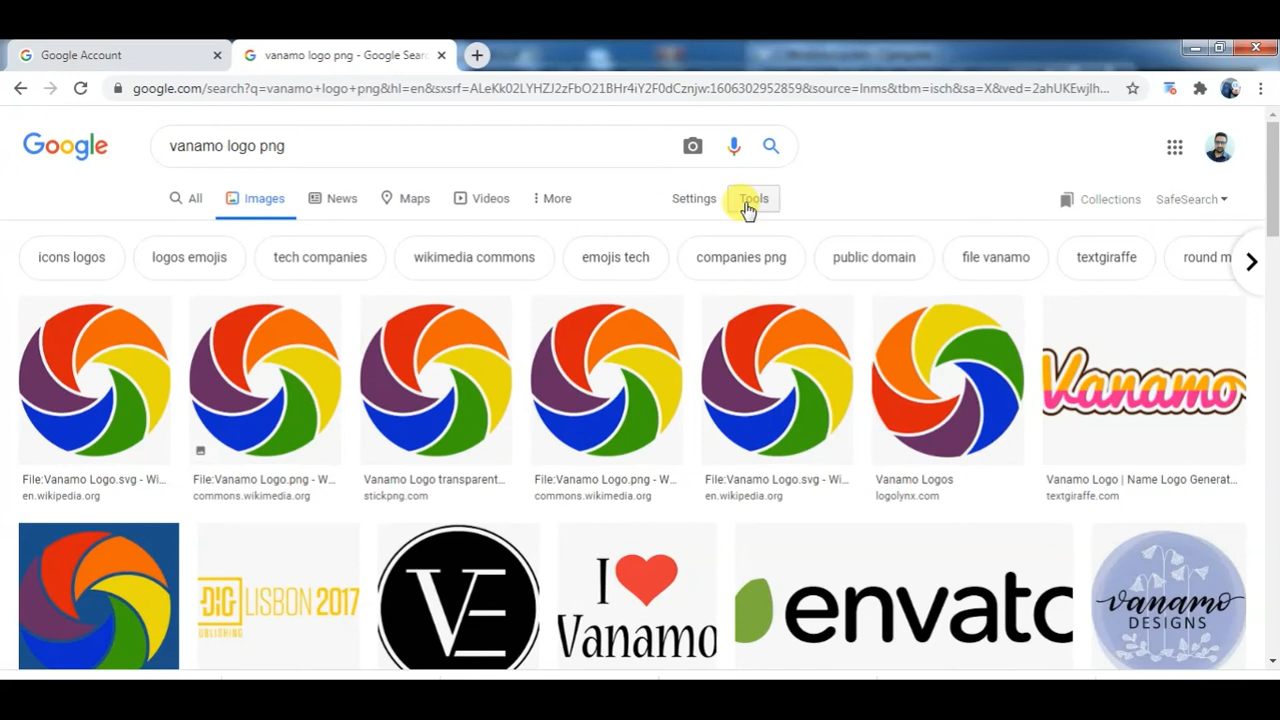 Google Account
vanamo logo png - Google Sear
google.com/search?q=vanamo+logo+png&hl=en&sxsrf=ALeKk02LYHZJ2zFbO21BHr4iY2F0dCznjw:1606302952859&source=lnms&tbm=isch&sa=X&ved=2ahUKEwjIh...
Google
vanamo logo png
All Images News Maps Videos More Settings Tools Collections SafeSearch
icons logos logos emojis tech companies wikimedia commons emojis tech companies png public domain file vanamo textgiraffe round m
Vanamo
File:Vanamo Logo.svg - Wi... File:Vanamo Logo.png - W... Vanamo Logo transparent... File:Vanamo Logo.png - W... File:Vanamo Logo.svg - Wi... Vanamo Logos Vanamo Logo | Name Logo Generat...
en.wikipedia.org commons.wikimedia.org stickpng.com commons.wikimedia.org en.wikipedia.org logolynx.com textgiraffe.com
DIG LISBON 2017
VE
I
Vanamo
envato
vanamo
DESIGNS